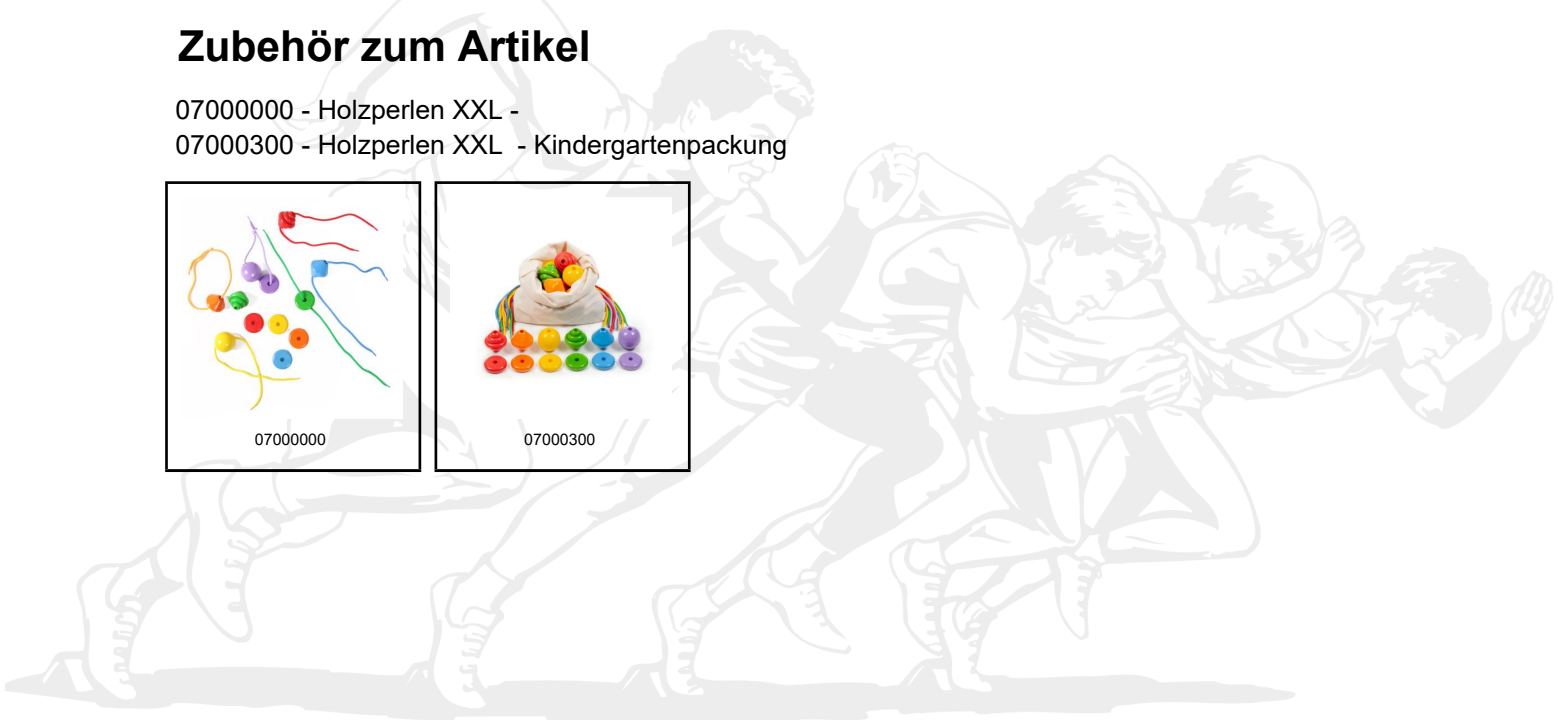 Zubehör zum Artikel
07000000 - Holzperlen XXL -
07000300 - Holzperlen XXL  - Kindergartenpackung
07000000
07000300